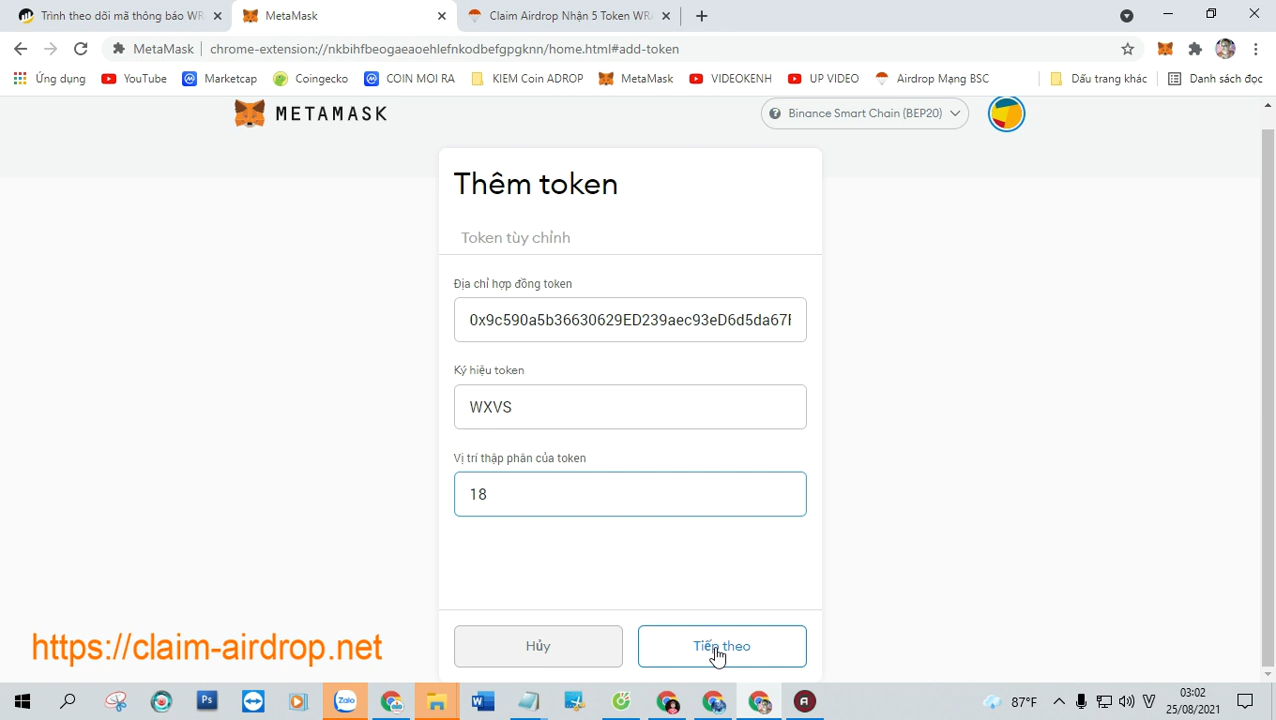 Trình theo dõi mã thông báo WRA
MetaMask
Claim Airdrop Nhận 5 Token WRA
MetaMask
chrome-extension://nkbihfbeogaeaoehlefnkodbefgpgknn/home.html#add-token
Ứng dụng
YouTube
Marketcap
Coingecko
COIN MOI RA
KIEM Coin ADROP
MetaMask
VIDEOKENH
UP VIDEO
Airdrop Mạng BSC
Dấu trang khác
Danh sách đọc
METAMASK
Binance Smart Chain (BEP20)
Thêm token
Token tùy chỉnh
Địa chỉ hợp đồng token
0x9c590a5b36630629ED239aec93eD6d5da67
Ký hiệu token
WXVS
Vị trí thập phân của token
18
Hủy
Tiếp theo
https://claim-airdrop.net
Ps
Zalo
87°F
03:02
25/08/2021